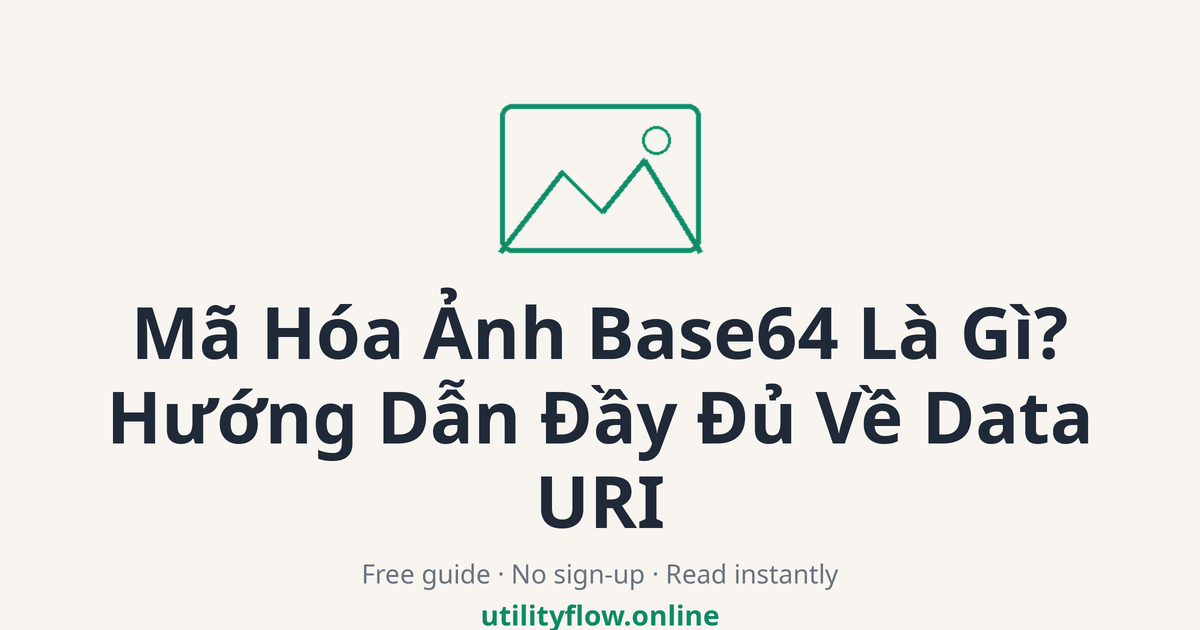 Mã Hóa Ảnh Base64 Là Gì?
Hướng Dẫn Đầy Đủ Về Data
URI
Free guide · No sign-up · Read instantly
utilityflow.online